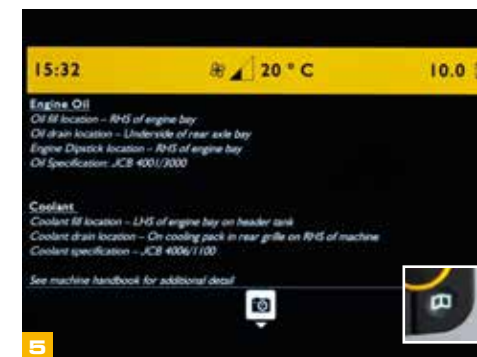 15:32 20 ° C 10.0
Engine Oil
Oil fill location – RHS of engine bay
Oil drain location – Underside of rear axle bay
Engine Dipstick location – RHS of engine bay
Oil Specification: JCB 4001/3000
Coolant
Coolant fill location – LHS of engine bay on header tank
Coolant drain location – On cooling pack in rear grille on RHS of machine
Coolant specification – JCB 4006/1100
See machine handbook for additional detail
5